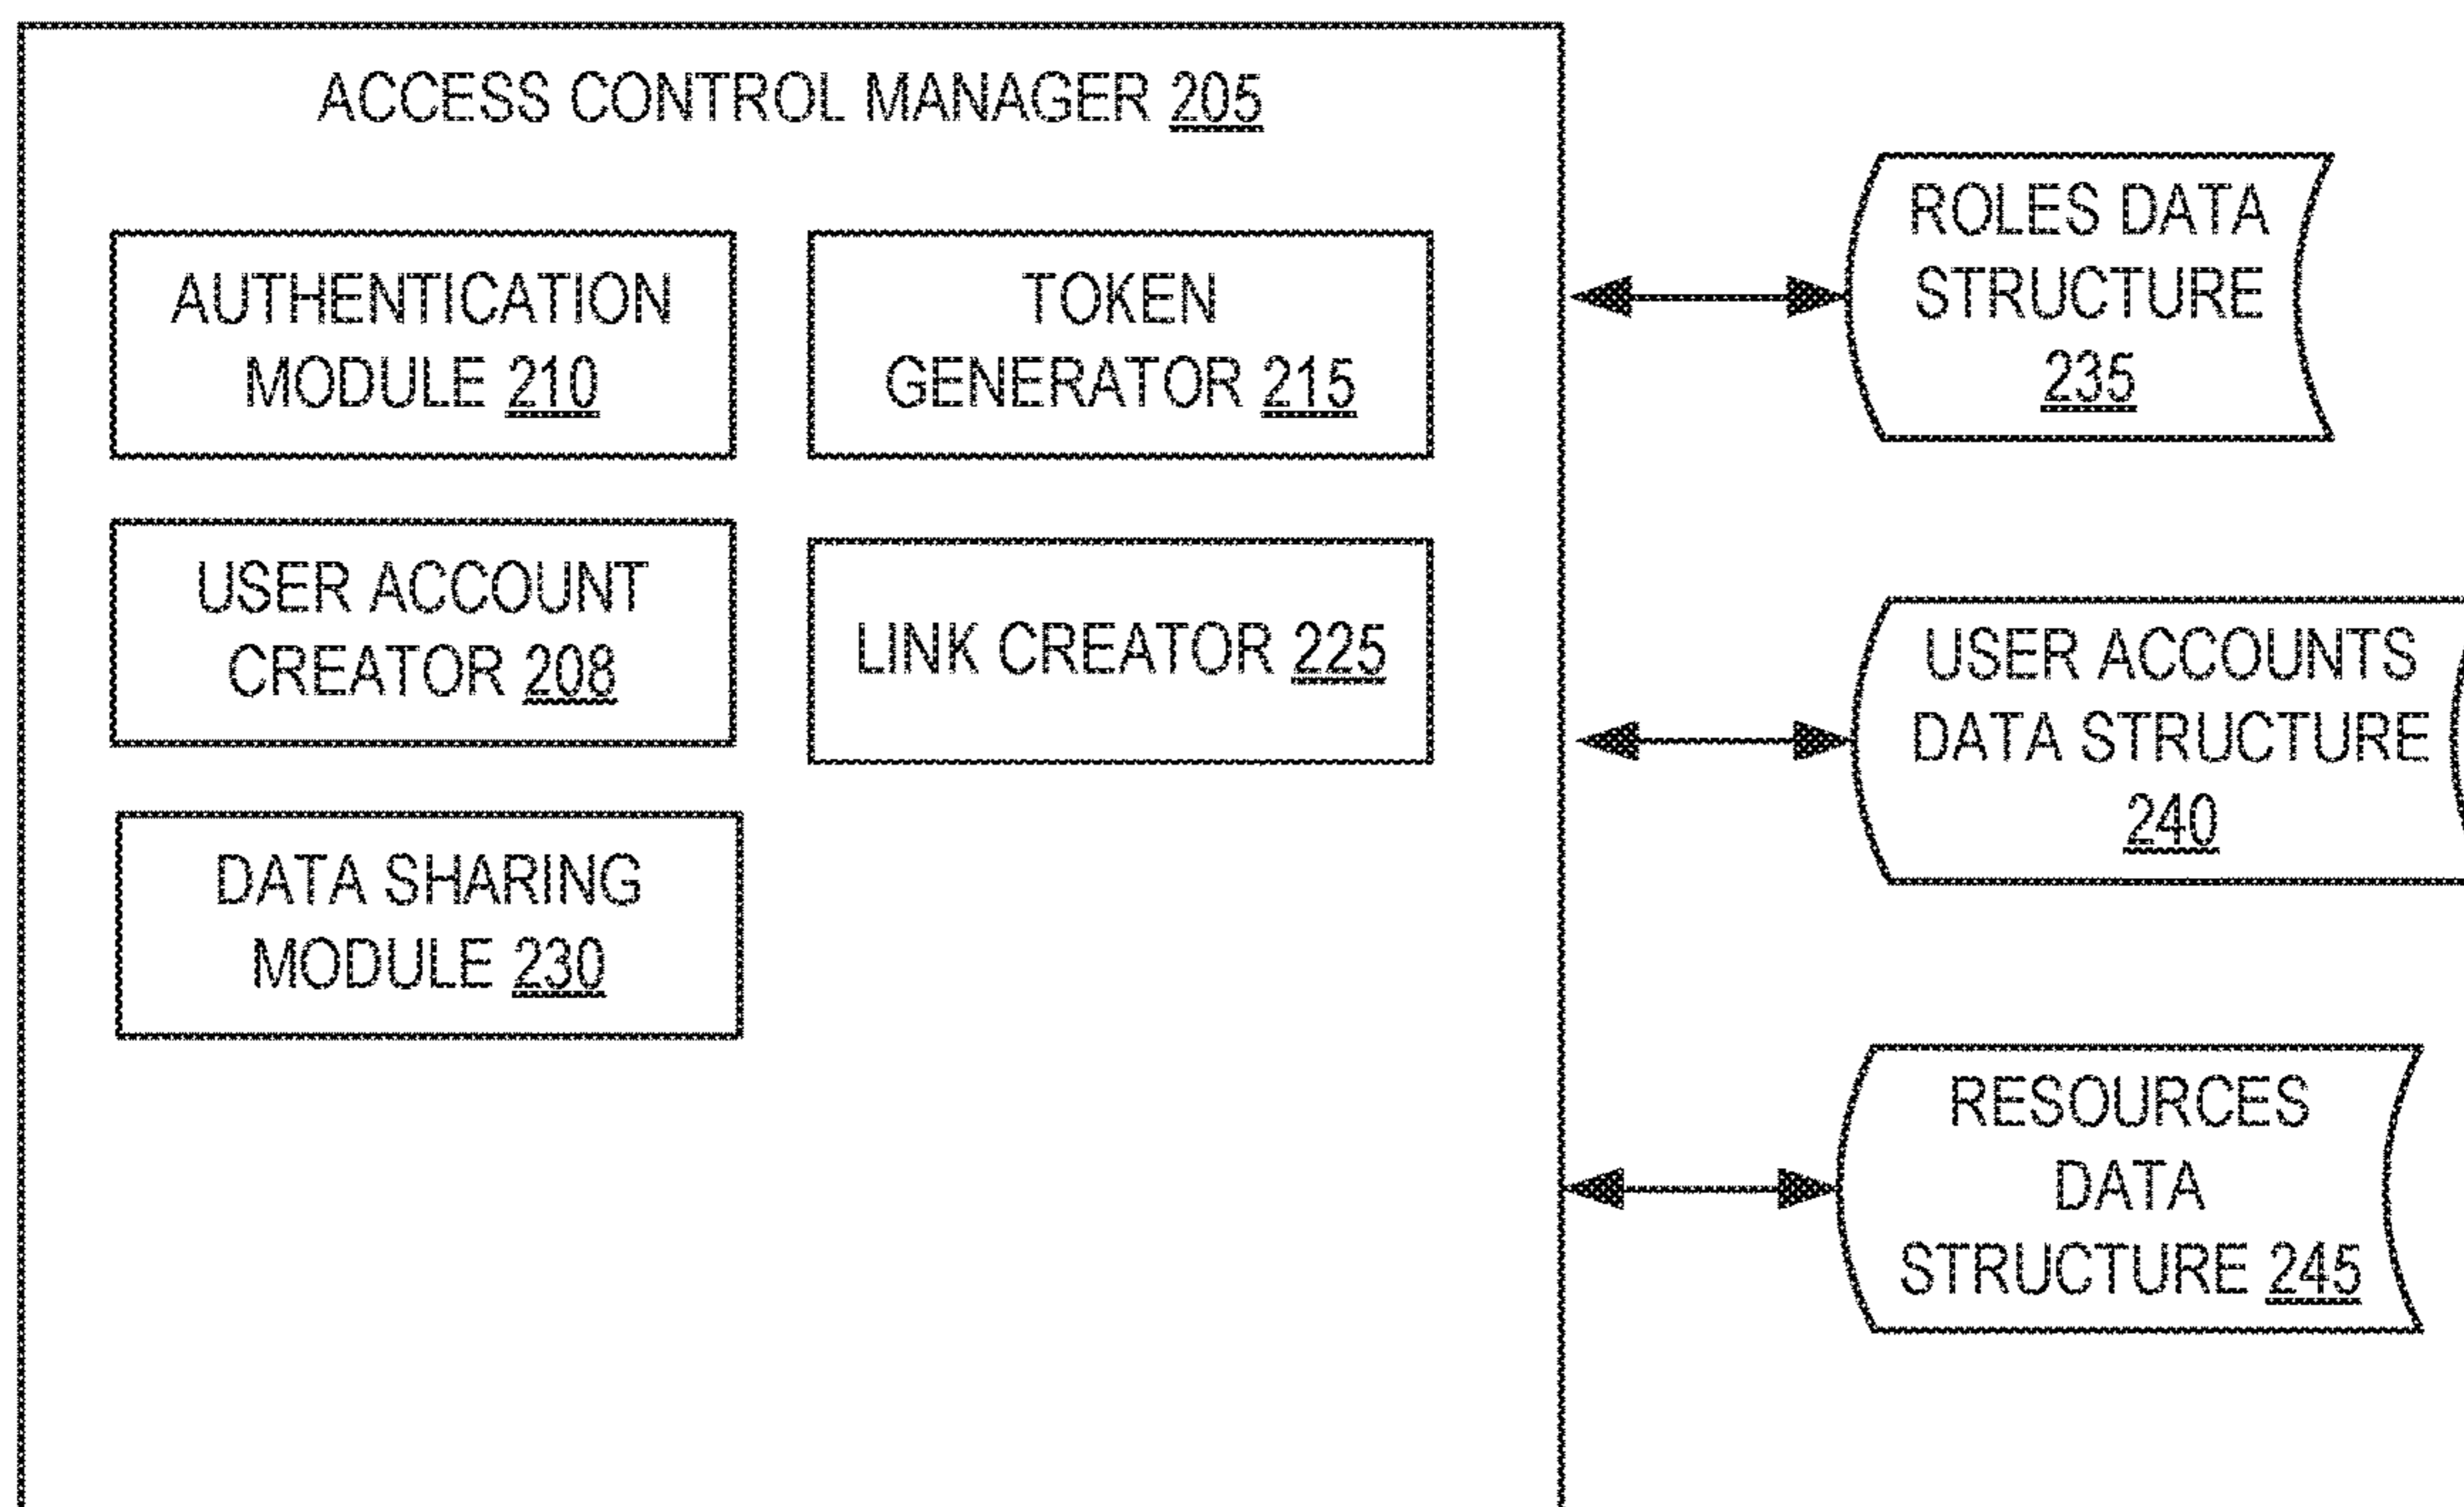 ACCESS CONTROL MANAGER 205
AUTHENTICATION
MODULE 210
TOKEN
GENERATOR 215
USER ACCOUNT
CREATOR 208
LINK CREATOR 225
DATA SHARING
MODULE 230
ROLES DATA
STRUCTURE
235
USER ACCOUNTS
DATA STRUCTURE
240
RESOURCES
DATA
STRUCTURE 245